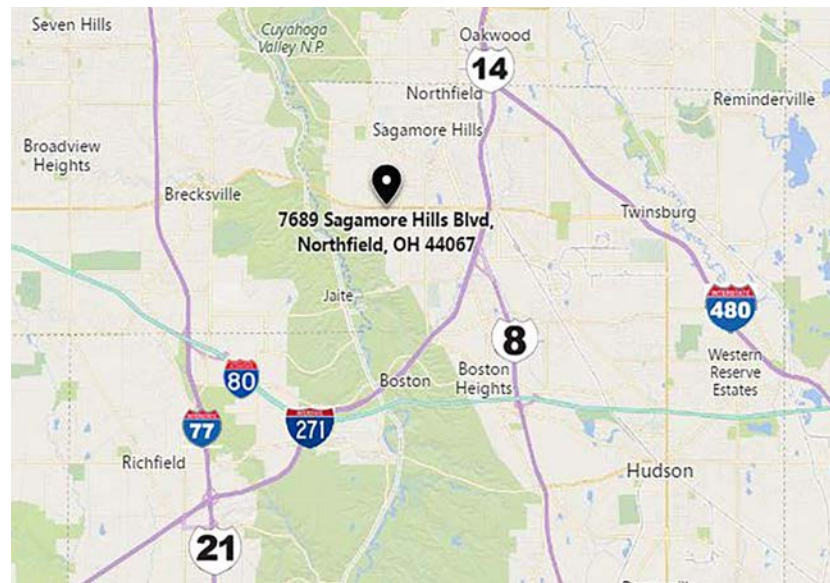 Seven Hills
Cuyahoga
Valley N.P.
Oakwood
14
Northfield
Reminderville
Sagamore Hills
Broadview
Heights
Brecksville
7689 Sagamore Hills Blvd,
Northfield, OH 44067
Twinsburg
Jaite
INTERSTATE
480
8
Western
Reserve
Estates
80
Boston
Boston
Heights
77
271
Richfield
Hudson
21